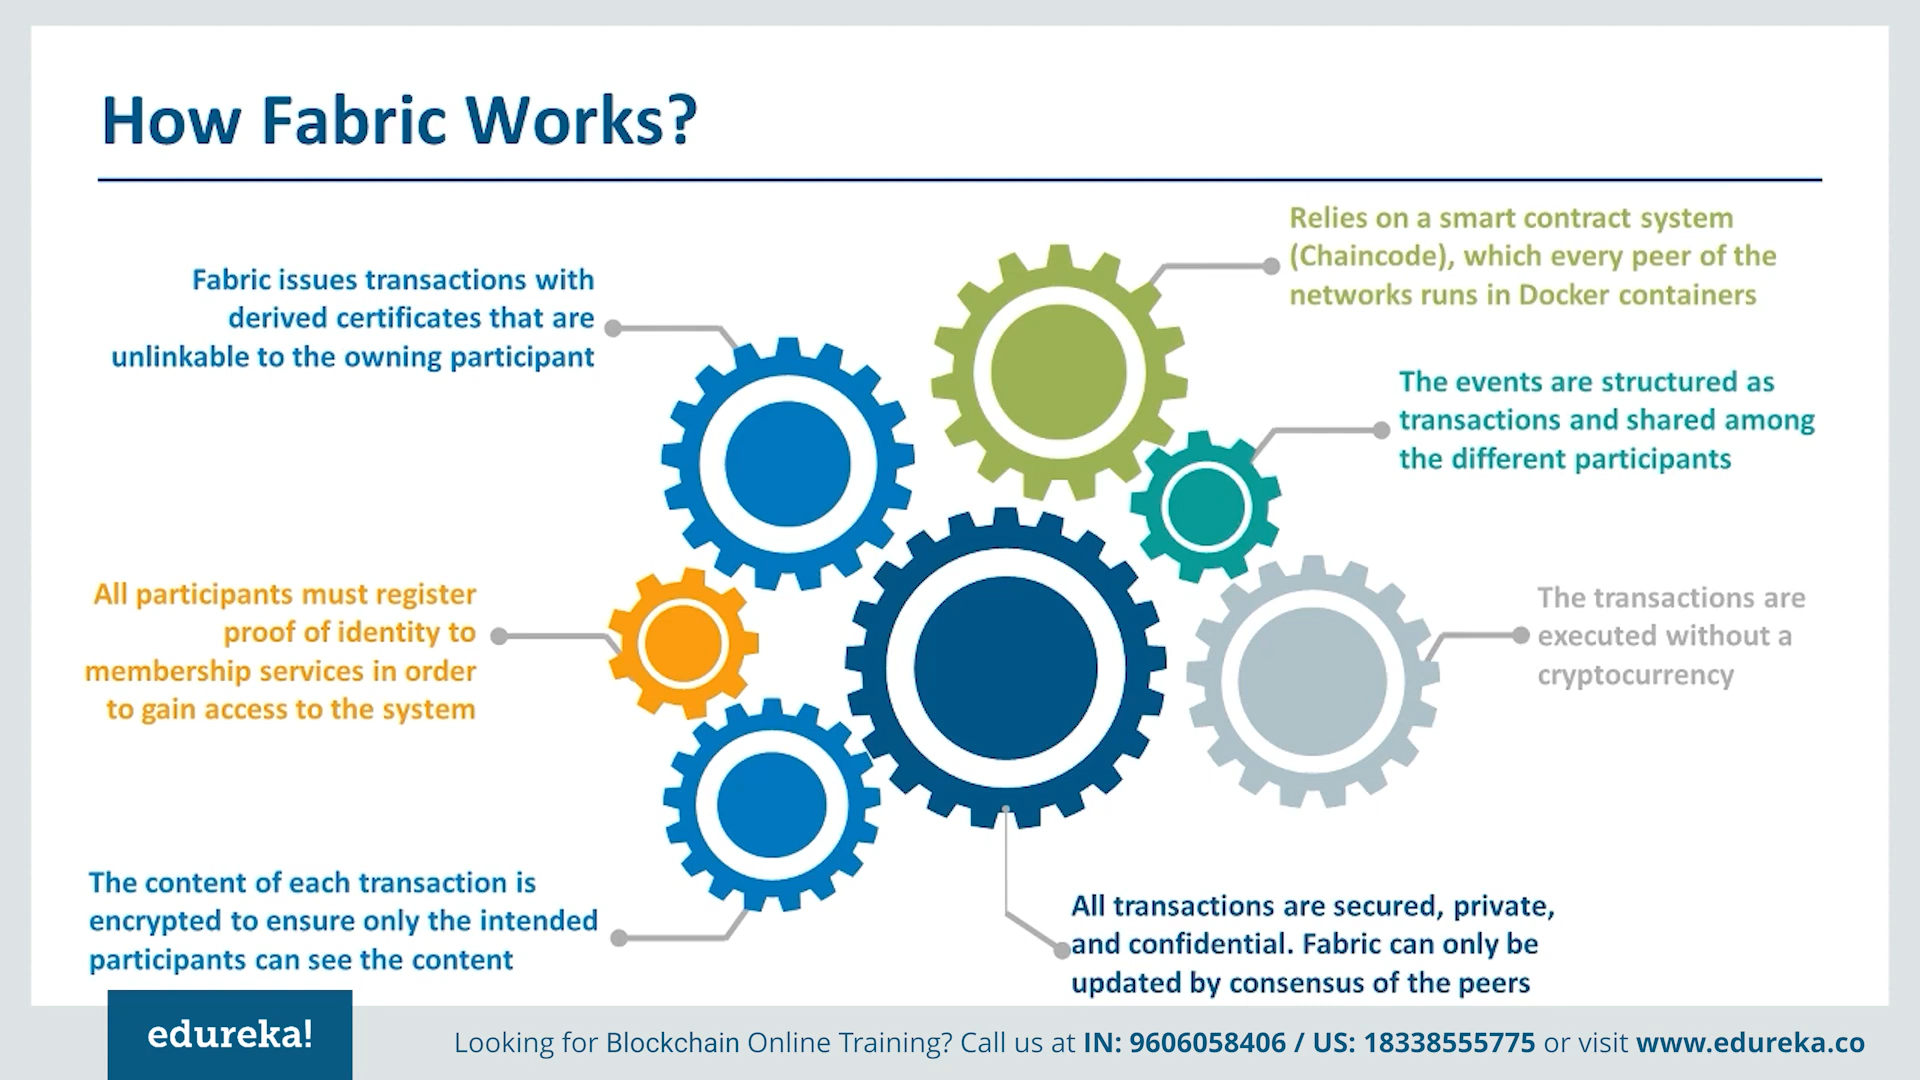 How Fabric Works?
Fabric issues transactions with
derived certificates that are
unlinkable to the owning participant
Relies on a smart contract system
(Chaincode), which every peer of the
networks runs in Docker containers
The events are structured as
transactions and shared among
the different participants
All participants must register
proof of identity to
membership services in order
to gain access to the system
The transactions are
executed without a
cryptocurrency
The content of each transaction is
encrypted to ensure only the intended
participants can see the content
All transactions are secured, private,
and confidential. Fabric can only be
updated by consensus of the peers
edureka!
Looking for Blockchain Online Training? Call us at IN: 9606058406 / US: 18338555775 or visit www.edureka.co